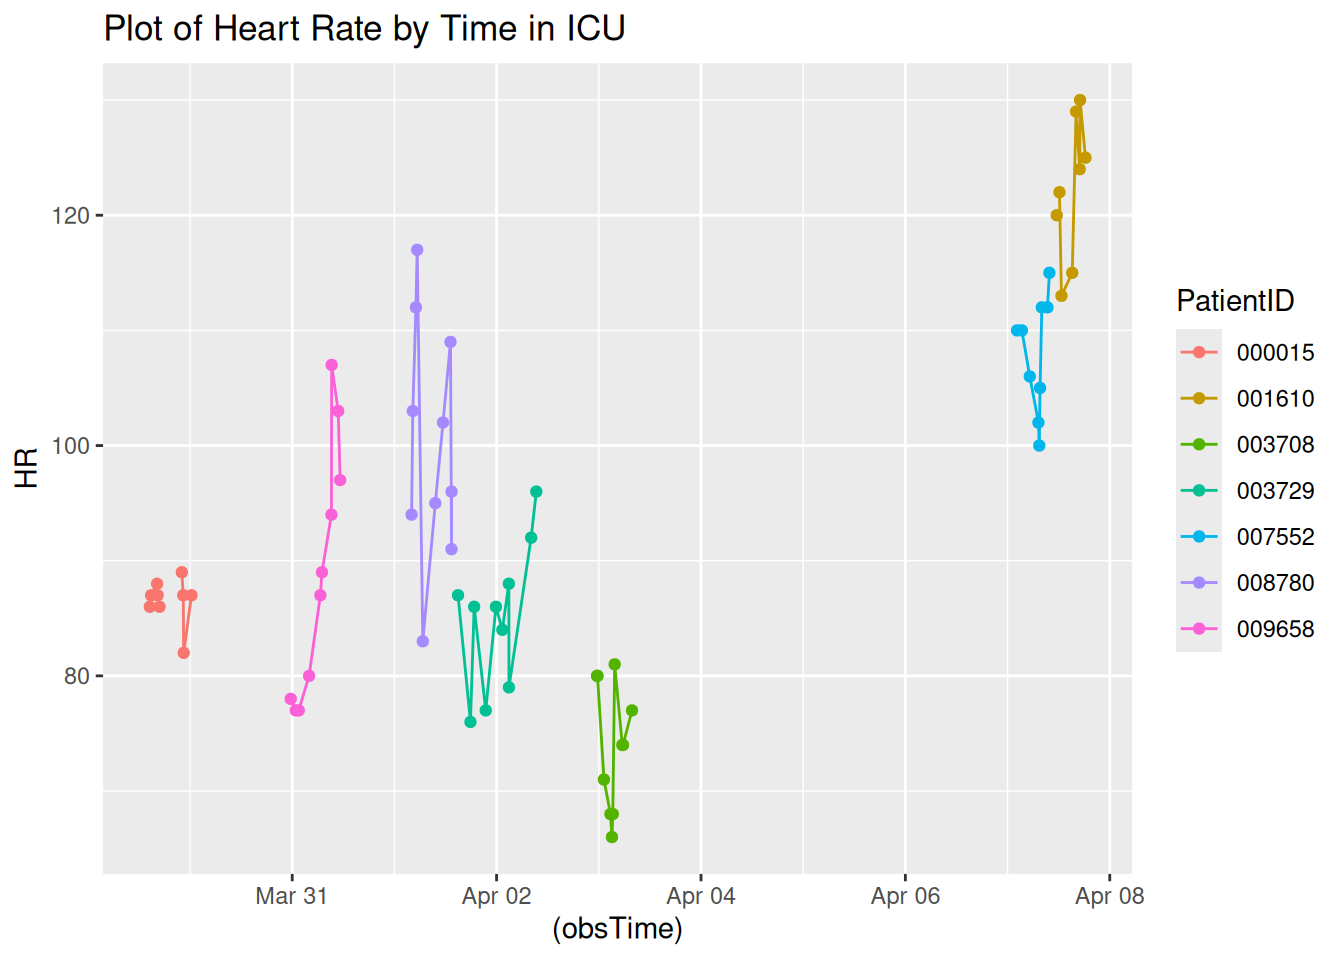 Plot of Heart Rate by Time in ICU
HR
120
100
80
Mar 31
Apr 02
Apr 04
Apr 06
Apr 08
(obsTime)
PatientID
000015
001610
003708
003729
007552
008780
009658